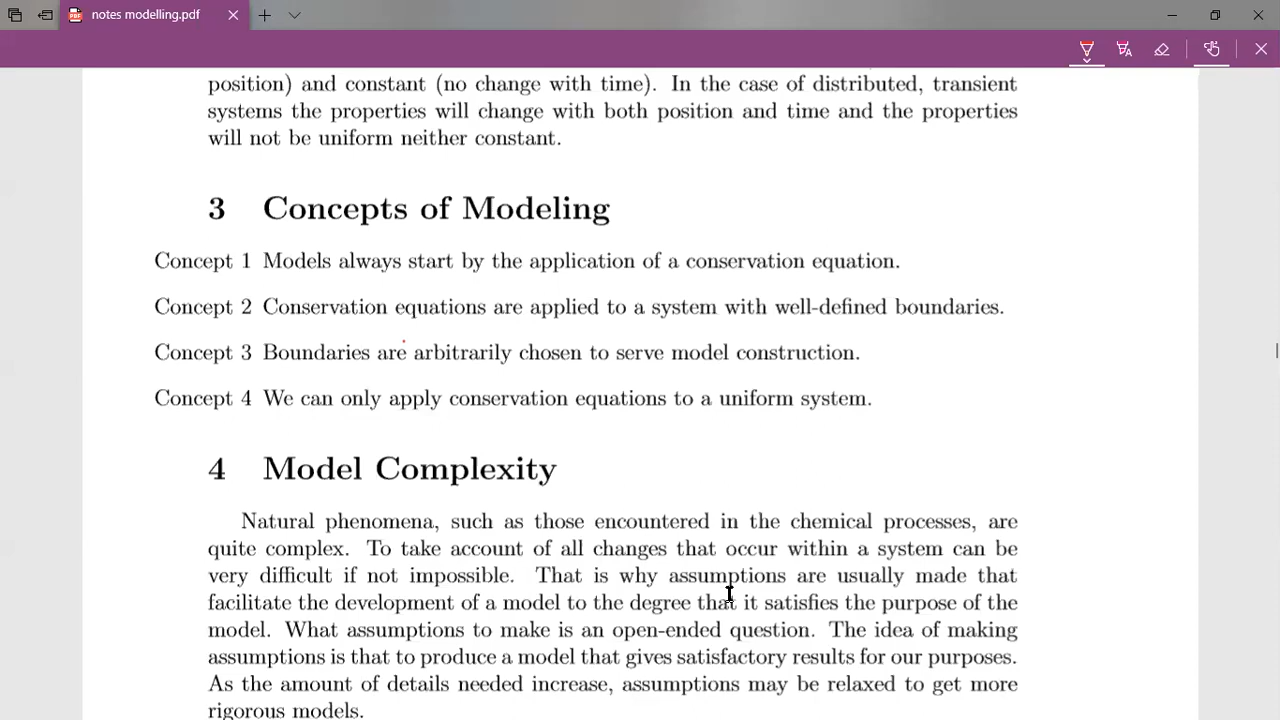 notes modelling.pdf
position) and constant (no change with time). In the case of distributed, transient
systems the properties will change with both position and time and the properties
will not be uniform neither constant.
3 Concepts of Modeling
Concept 1 Models always start by the application of a conservation equation.
Concept 2 Conservation equations are applied to a system with well-defined boundaries.
Concept 3 Boundaries are arbitrarily chosen to serve model construction.
Concept 4 We can only apply conservation equations to a uniform system.
4 Model Complexity
Natural phenomena, such as those encountered in the chemical processes, are
quite complex. To take account of all changes that occur within a system can be
very difficult if not impossible. That is why assumptions are usually made that
facilitate the development of a model to the degree that it satisfies the purpose of the
model. What assumptions to make is an open-ended question. The idea of making
assumptions is that to produce a model that gives satisfactory results for our purposes.
As the amount of details needed increase, assumptions may be relaxed to get more
rigorous models.